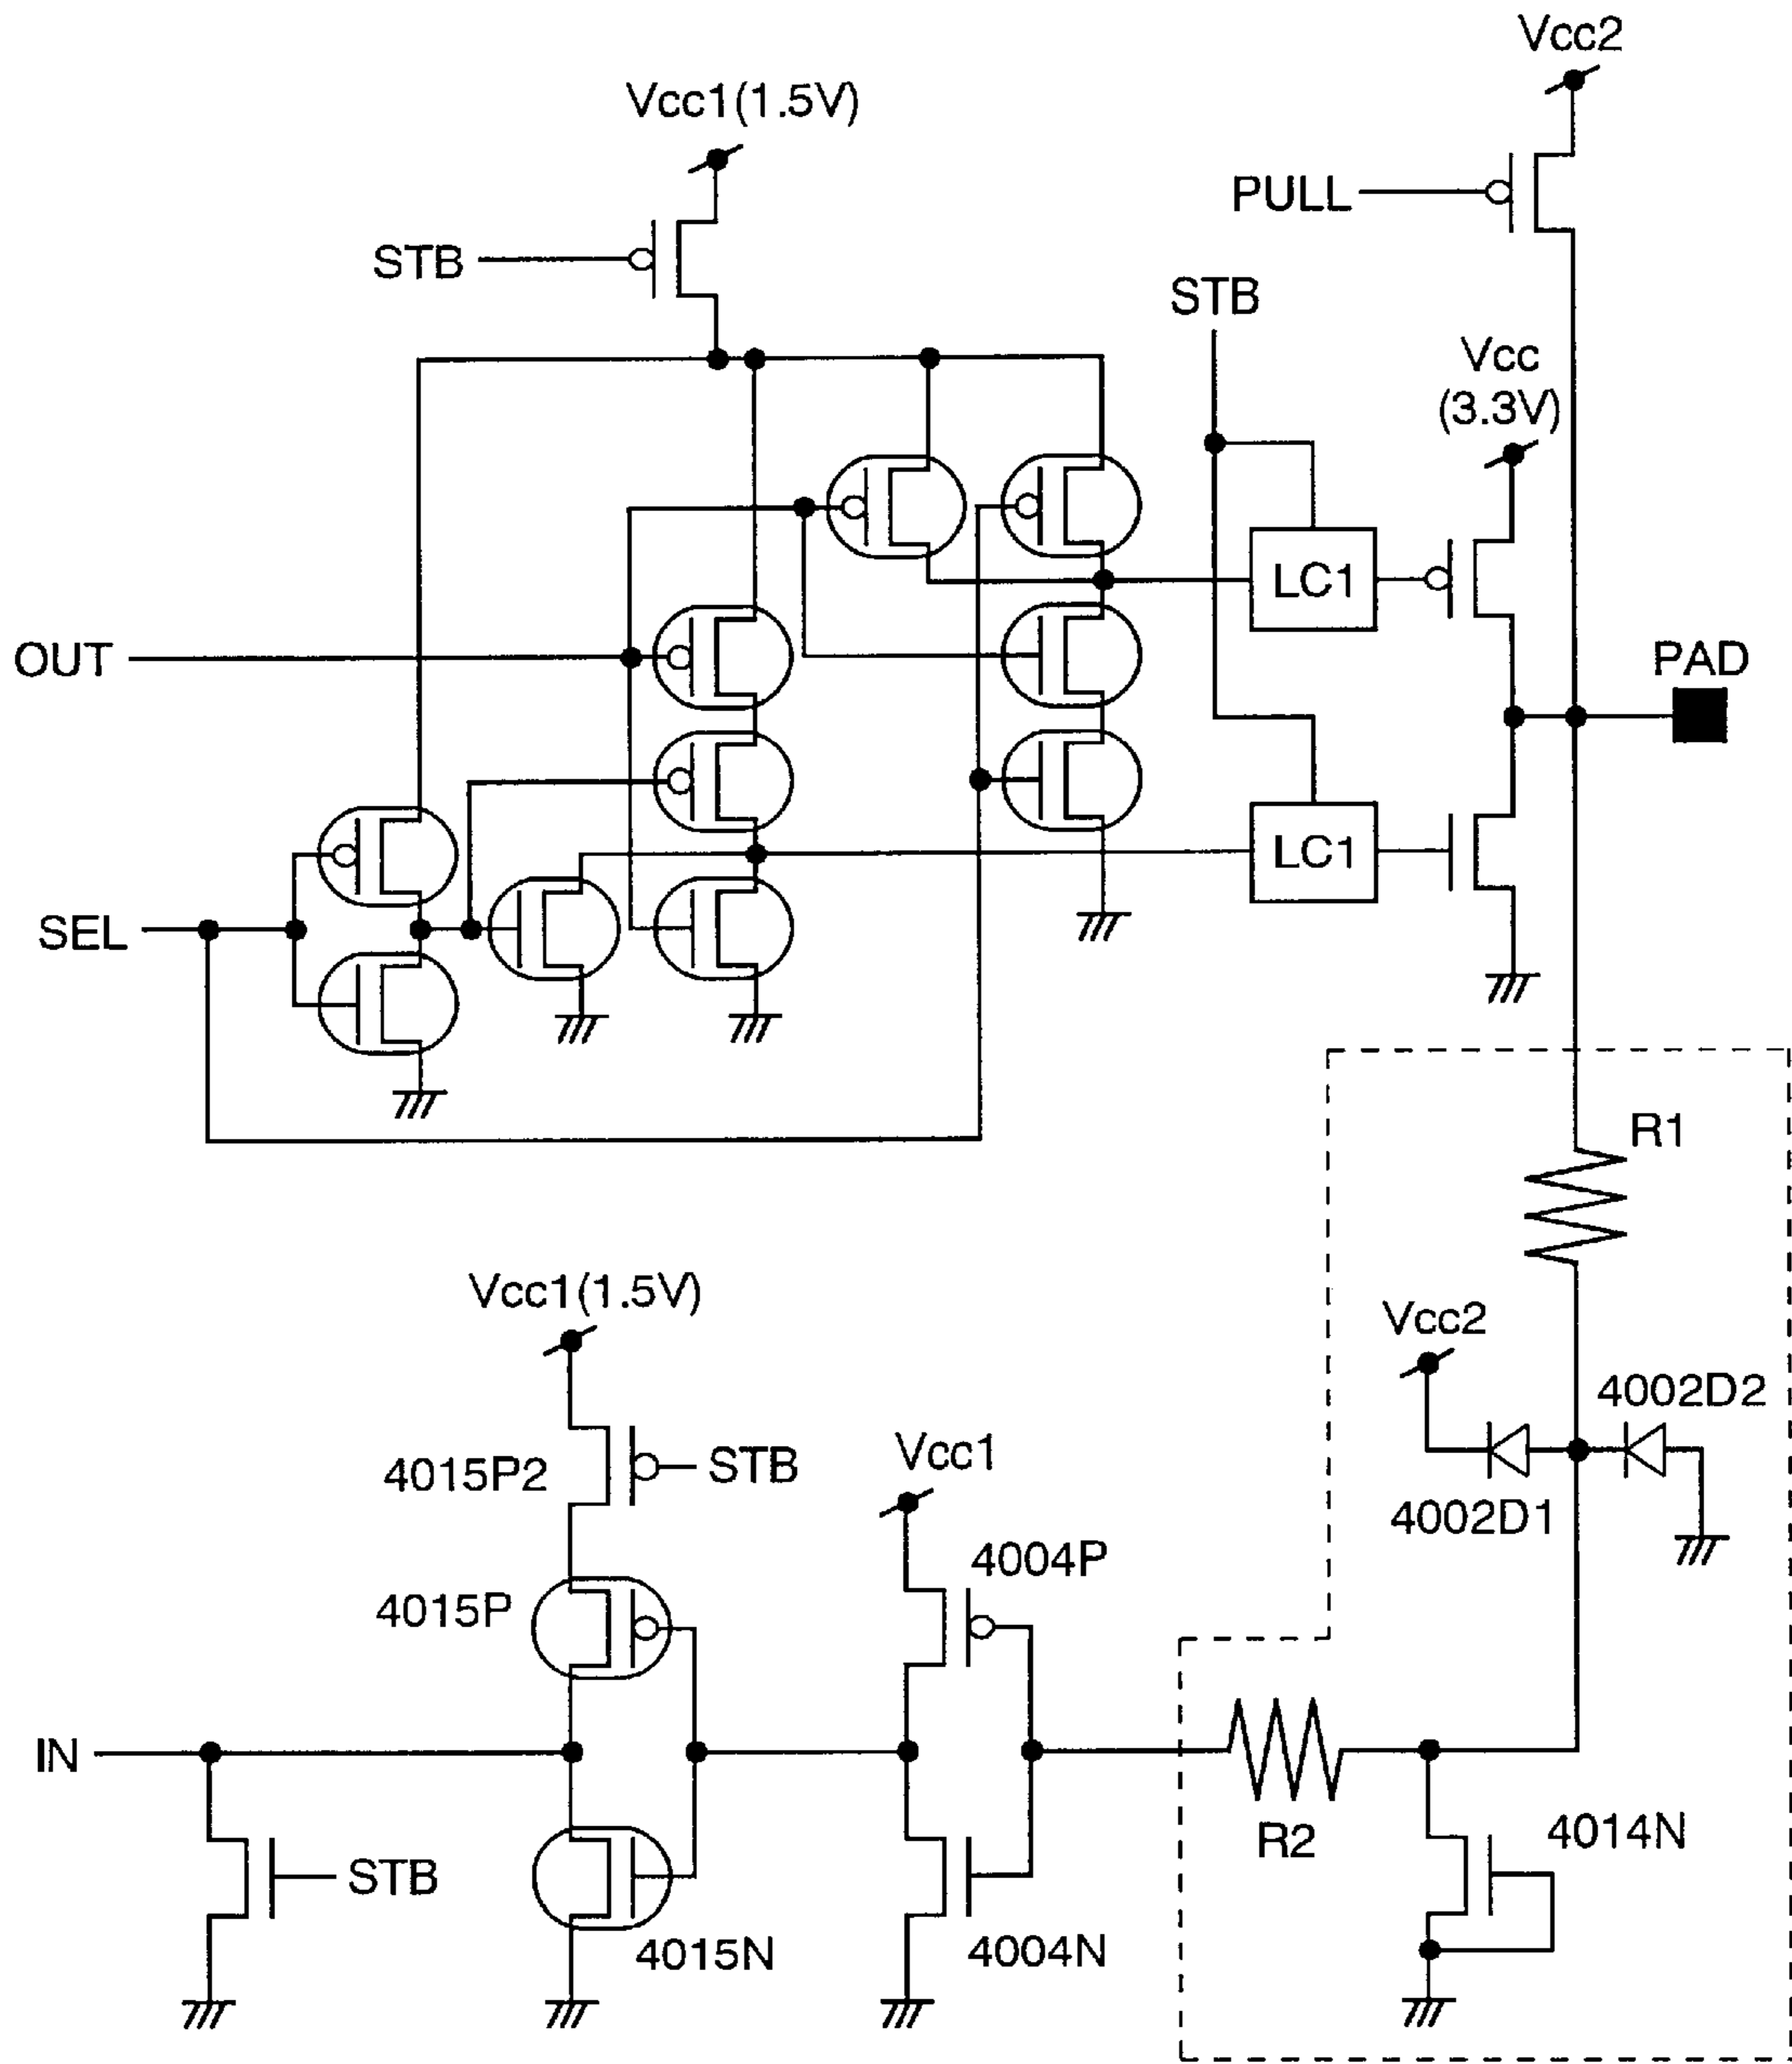 Vcc2
Vcc1(1.5V)
PULL
STB
STB
Vcc
(3.3V)
LC1
OUT
PAD
LC1
SEL
R1
Vcc1(1.5V)
Vcc2
4002D2
4015P2
STB
Vcc1
4002D1
4004P
4015P
IN
R2
4014N
STB
4015N
4004N